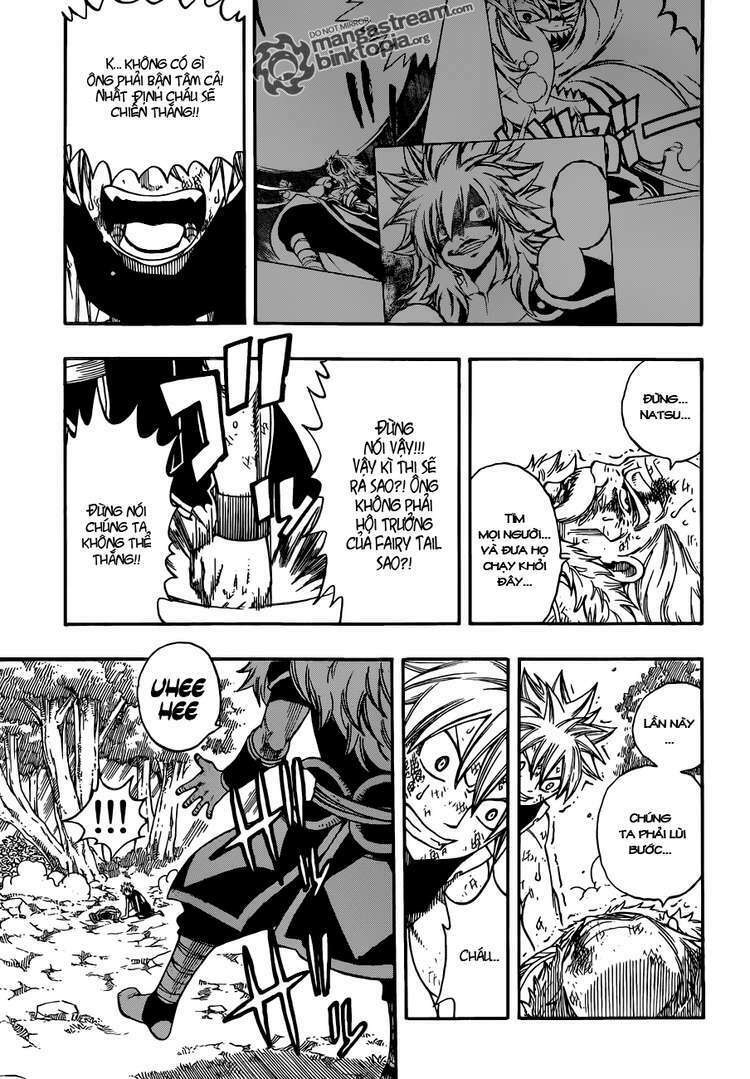 DO NOT MIRROR
mangastream.com
binktopia.org
K... KHÔNG CÓ GÌ
ÔNG PHẢI BẬN TÂM CẢ!
NHẤT ĐỊNH CHÁU SẼ
CHIẾN THẮNG!!
ĐỪNG...
NATSU...
TÌM
MỌI NGƯỜI...
VÀ ĐƯA HỌ
CHẠY KHỎI
ĐÂY...
ĐỪNG
NÓI VẬY!!!
VẬY KÌ THI SẼ
RA SAO?! ÔNG
KHÔNG PHẢI
HỘI TRƯỞNG
CỦA FAIRY TAIL
SAO?!
ĐỪNG NÓI
CHÚNG TA
KHÔNG THỂ
THẮNG!!
LẦN NÀY
...
CHÚNG
TA PHẢI LÙI
BƯỚC...
CHÁU...
UHEE
HEE
!!!